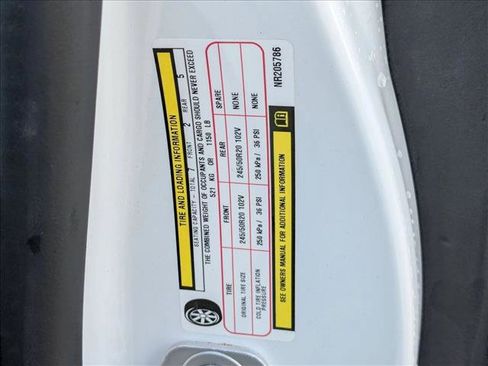 TIRE AND LOADING INFORMATION
SEATING CAPACITY - TOTAL 7 FRONT 2 REAR 5
THE COMBINED WEIGHT OF OCCUPANTS AND CARGO SHOULD NEVER EXCEED
521 KG OR 1150 LB
TIRE FRONT REAR SPARE
ORIGINAL TIRE SIZE 245/50R20 102V 245/50R20 102V NONE
COLD TIRE INFLATION PRESSURE 250 kPa / 36 PSI 250 kPa / 36 PSI NONE
SEE OWNERS MANUAL FOR ADDITIONAL INFORMATION
NR205786